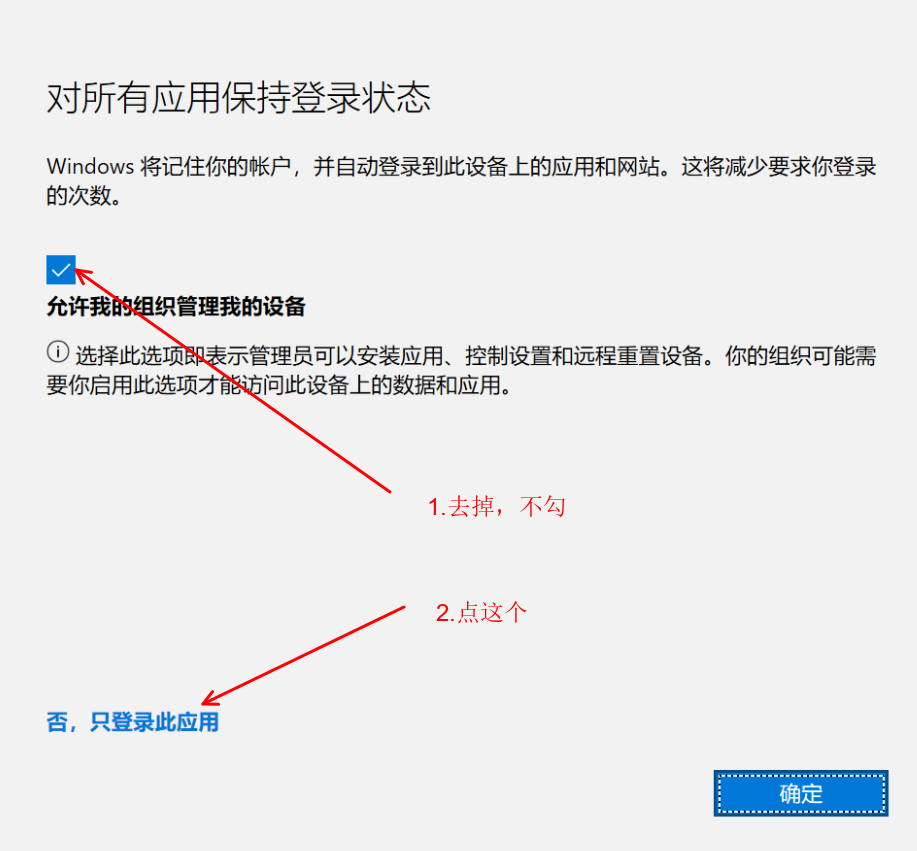 对所有应用保持登录状态
Windows 将记住你的帐户，并自动登录到此设备上的应用和网站。这将减少要求你登录
的次数。
允许我的组织管理我的设备
选择此选项即表示管理员可以安装应用、控制设置和远程重置设备。你的组织可能需
要你启用此选项才能访问此设备上的数据和应用。
1.去掉，不勾
2.点这个
否，只登录此应用
确定